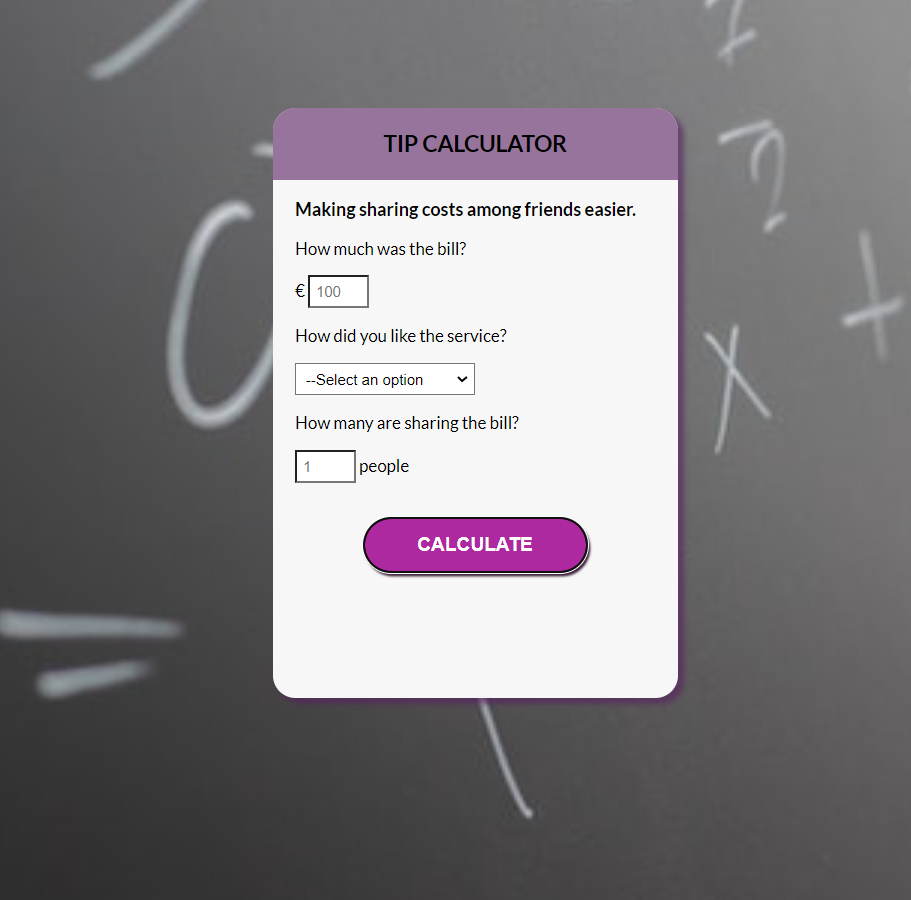 TIP CALCULATOR
Making sharing costs among friends easier.
How much was the bill?
€ 100
How did you like the service?
--Select an option
How many are sharing the bill?
1 people
CALCULATE